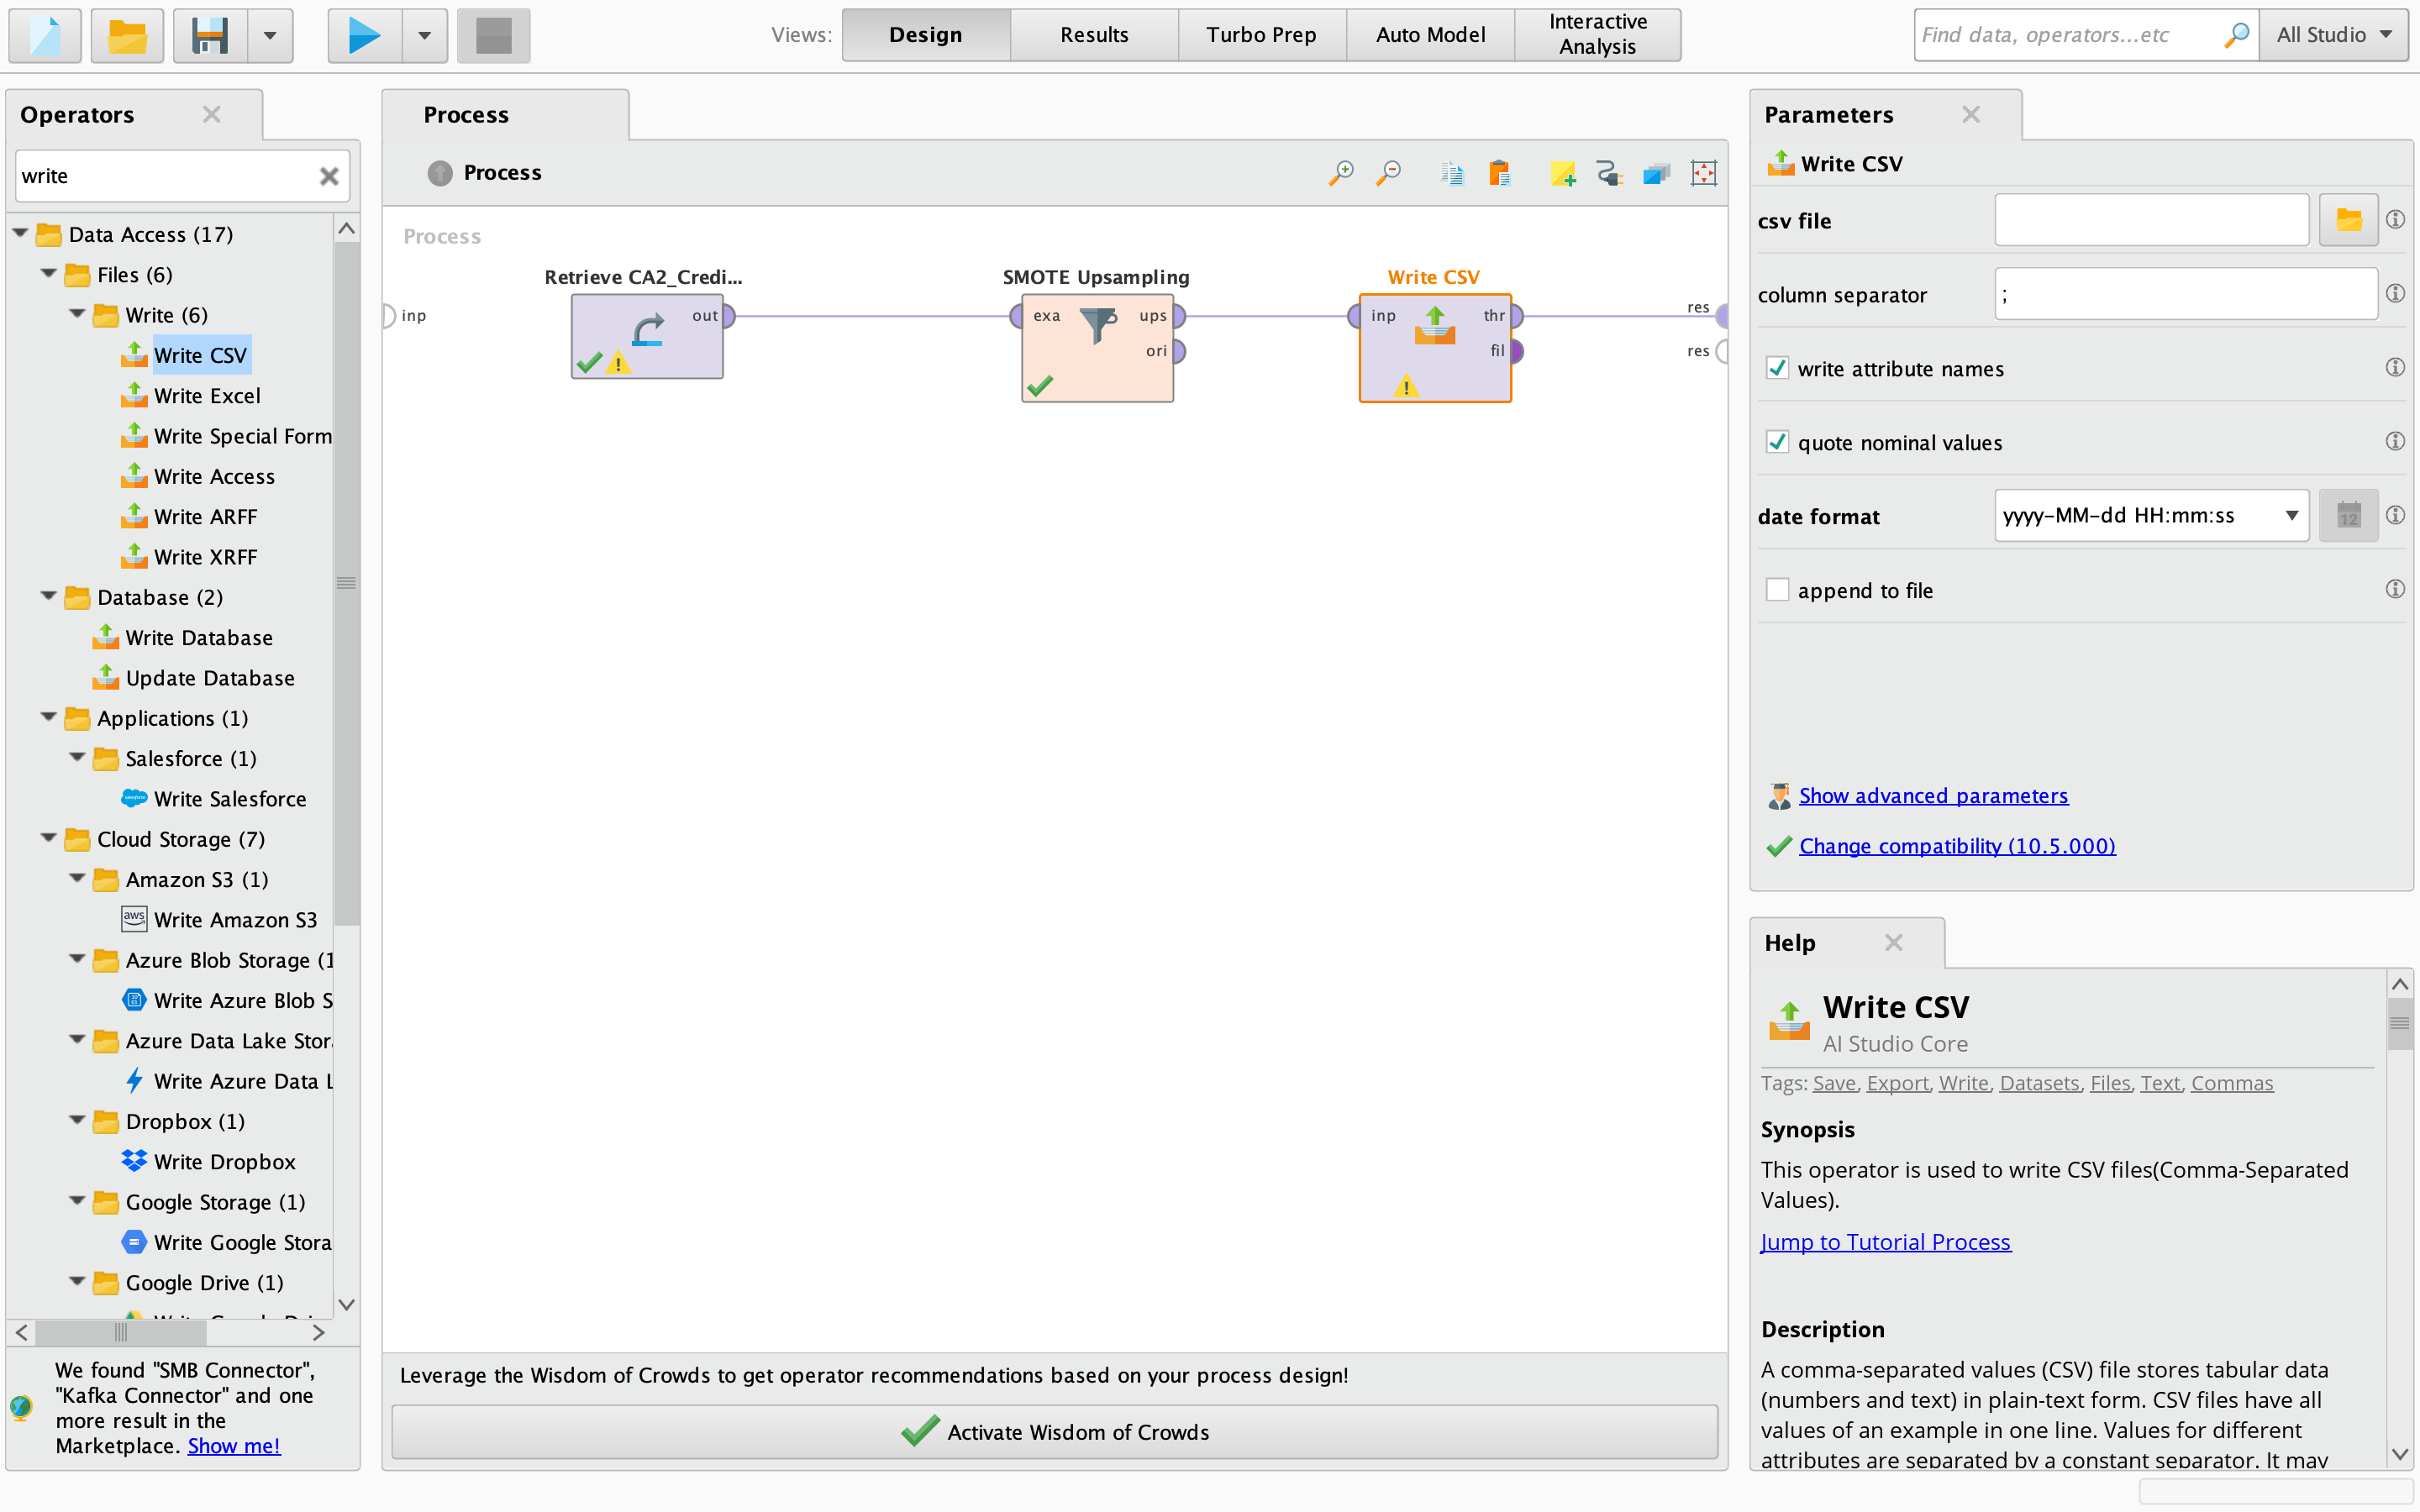 Views:
Design
Results
Turbo Prep
Auto Model
Interactive
Analysis
Find data, operators...etc
All Studio
Operators
write
Data Access (17)
Files (6)
Write (6)
Write CSV
Write Excel
Write Special Form
Write Access
Write ARFF
Write XRFF
Database (2)
Write Database
Update Database
Applications (1)
Salesforce (1)
Write Salesforce
Cloud Storage (7)
Amazon S3 (1)
aws
Write Amazon S3
Azure Blob Storage (1
Write Azure Blob S
Azure Data Lake Stor
Write Azure Data L
Dropbox (1)
Write Dropbox
Google Storage (1)
Write Google Stora
Google Drive (1)
We found "SMB Connector",
"Kafka Connector" and one
more result in the
Marketplace. Show me!
Process
Process
Process
inp
Retrieve CA2_Credi...
out
SMOTE Upsampling
exa
ups
ori
Write CSV
inp
thr
fil
res
res
Leverage the Wisdom of Crowds to get operator recommendations based on your process design!
Activate Wisdom of Crowds
Parameters
Write CSV
csv file
column separator
;
write attribute names
quote nominal values
date format
yyyy-MM-dd HH:mm:ss
12
append to file
Show advanced parameters
Change compatibility (10.5.000)
Help
Write CSV
AI Studio Core
Tags: Save, Export, Write, Datasets, Files, Text, Commas
Synopsis
This operator is used to write CSV files(Comma-Separated
Values).
Jump to Tutorial Process
Description
A comma-separated values (CSV) file stores tabular data
(numbers and text) in plain-text form. CSV files have all
values of an example in one line. Values for different
attributes are separated by a constant separator. It may